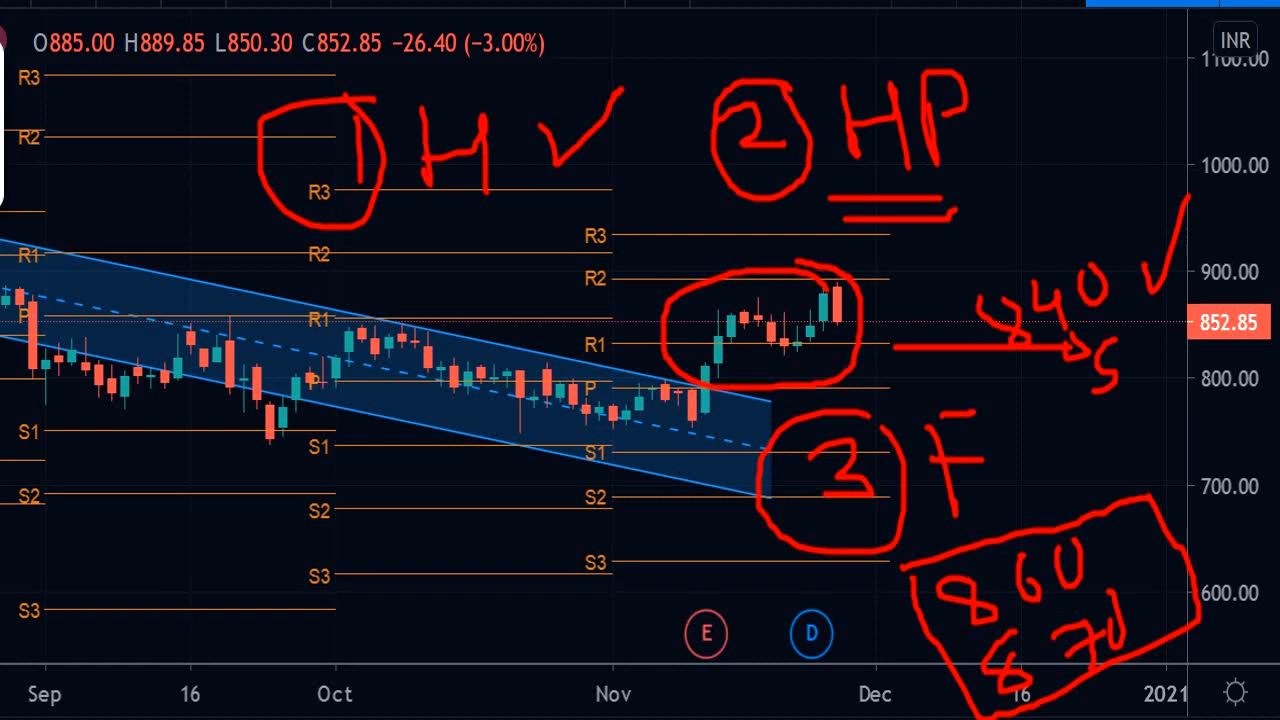 O885.00 H889.85 L850.30 C852.85 −26.40 (−3.00%)
INR
1100.00
1000.00
900.00
852.85
800.00
700.00
600.00
R3
R2
R1
P
S1
S2
S3
R3
R2
R1
P
S1
S2
S3
R3
R2
R1
P
S1
S2
S3
1 H ✓
2 HP
840 ✓
3 F
860
870
E
D
Sep 16 Oct Nov Dec 16 2021